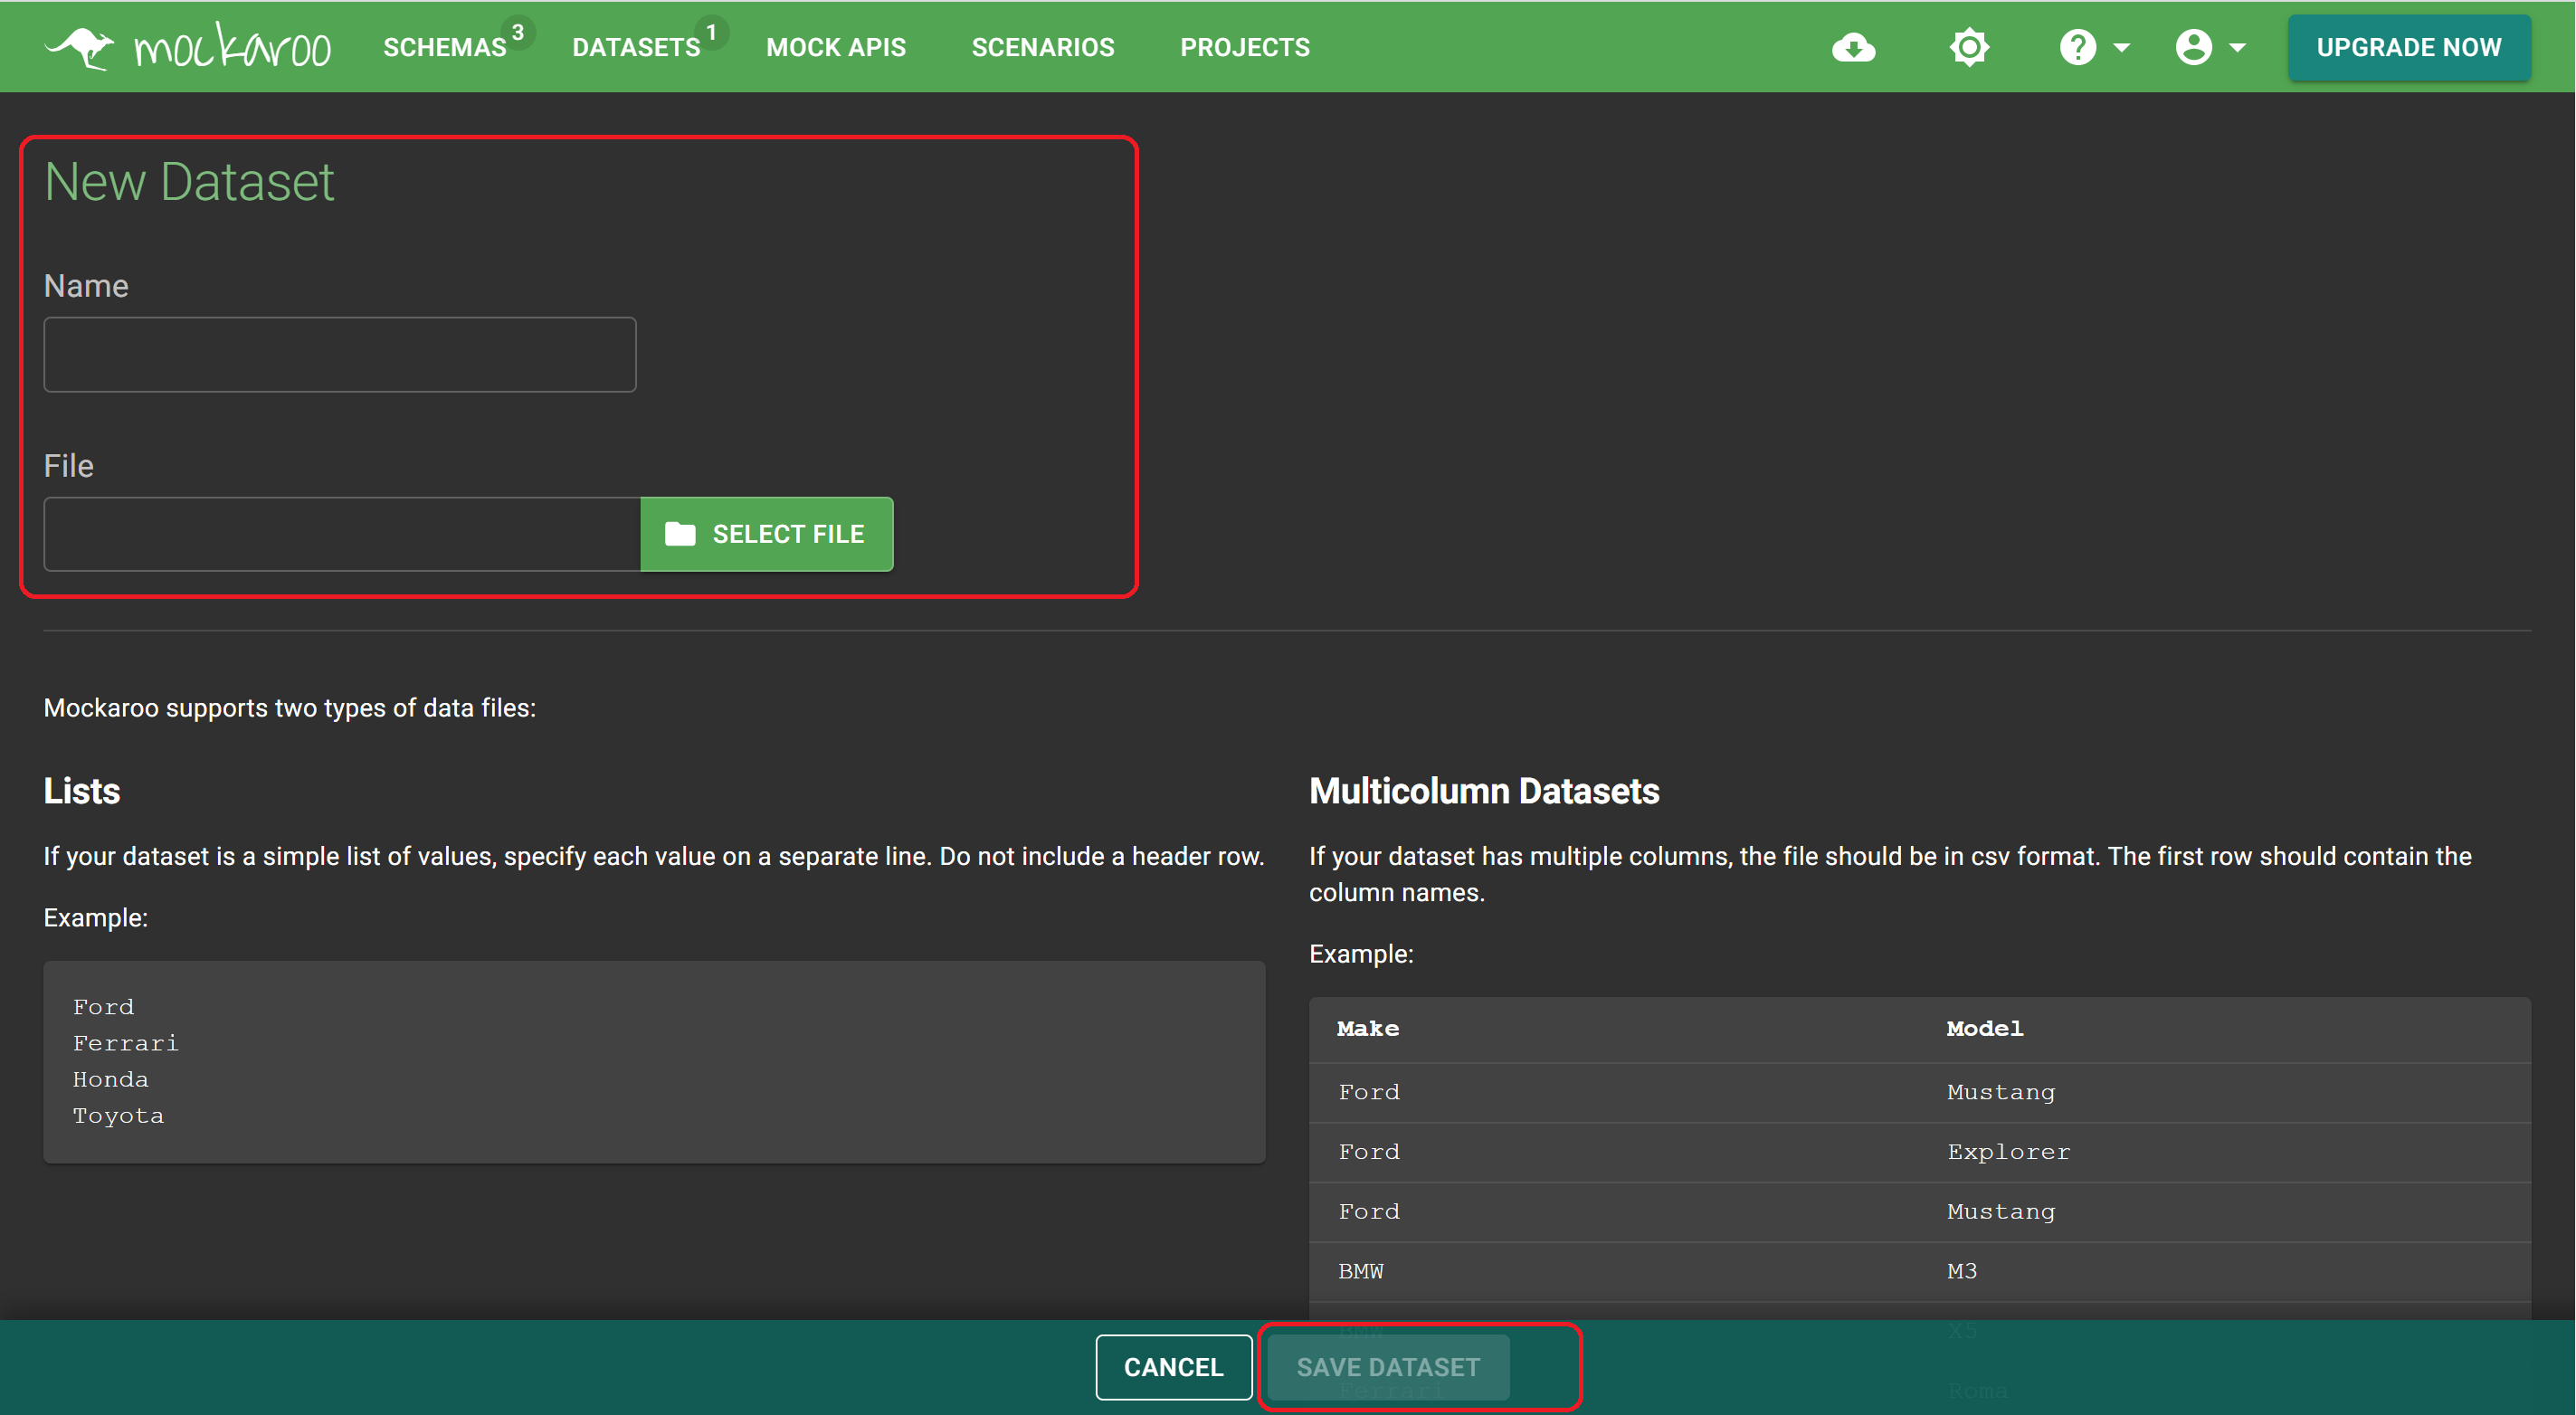 mockaroo SCHEMAS 3 DATASETS 1 MOCK APIS SCENARIOS PROJECTS UPGRADE NOW
New Dataset
Name
File
SELECT FILE
Mockaroo supports two types of data files:
Lists
If your dataset is a simple list of values, specify each value on a separate line. Do not include a header row.
Example:
Ford
Ferrari
Honda
Toyota
Multicolumn Datasets
If your dataset has multiple columns, the file should be in csv format. The first row should contain the
column names.
Example:
Make Model
Ford Mustang
Ford Explorer
Ford Mustang
BMW M3
BMW X5
Ferrari Roma
CANCEL SAVE DATASET